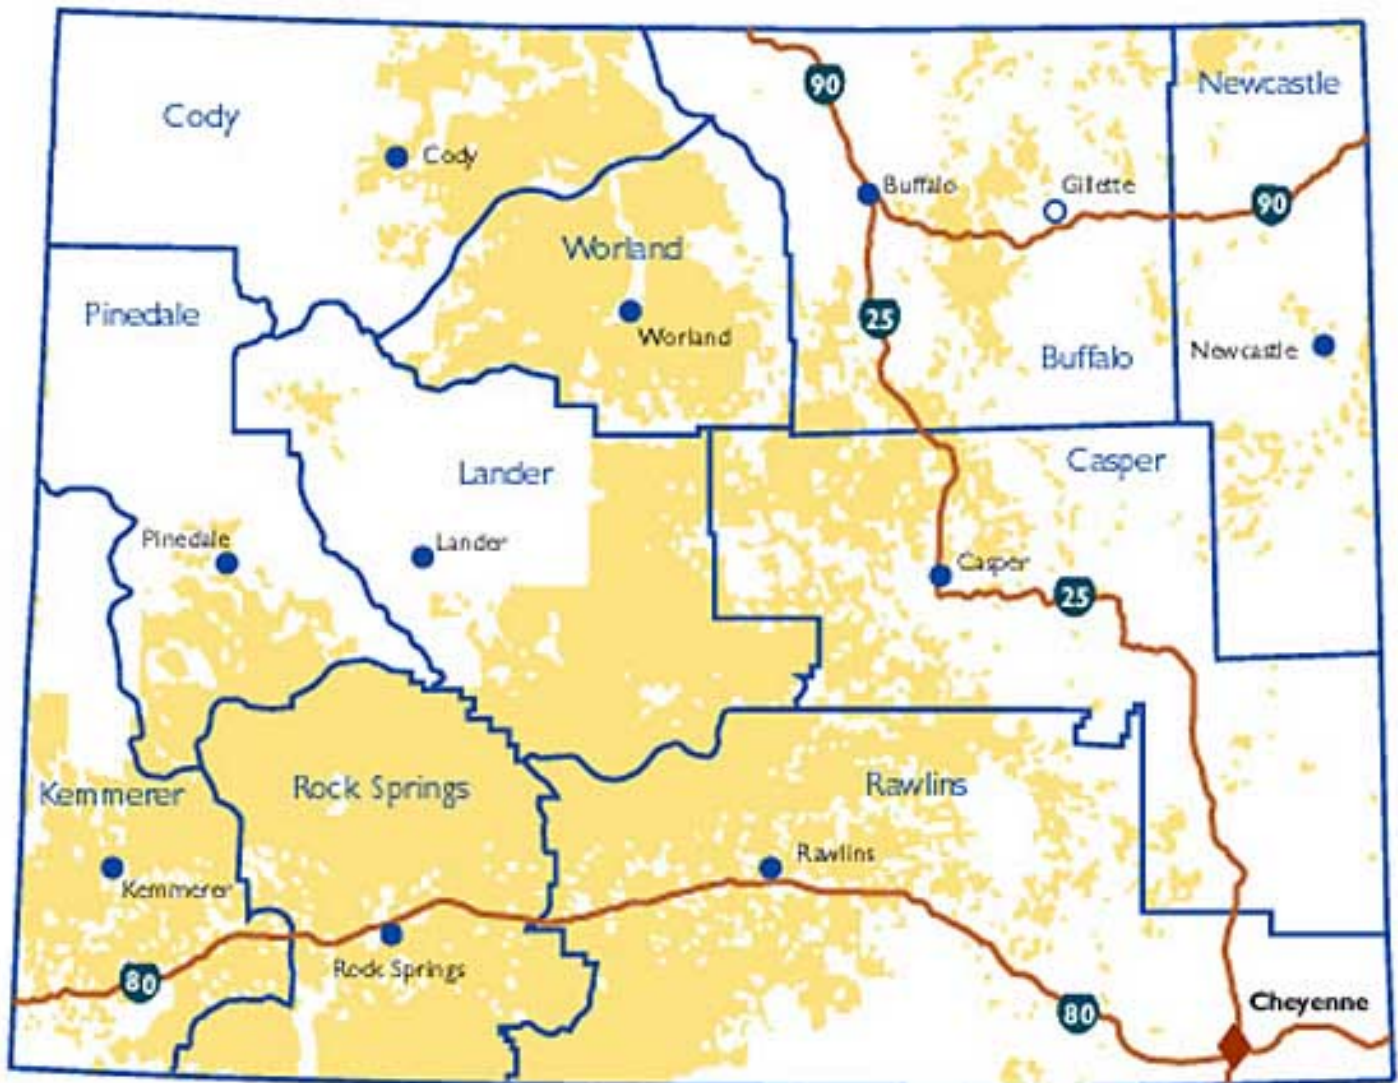 90
Newcastle
Cody
Cody
Buffalo
Gillette
90
Worland
Pinedale
25
Worland
Buffalo
Newcastle
Casper
Lander
Pinedale
Lander
Casper
25
Rock Springs
Rawlins
Kemmerer
Rawlins
Kemmerer
Rock Springs
80
Cheyenne
80